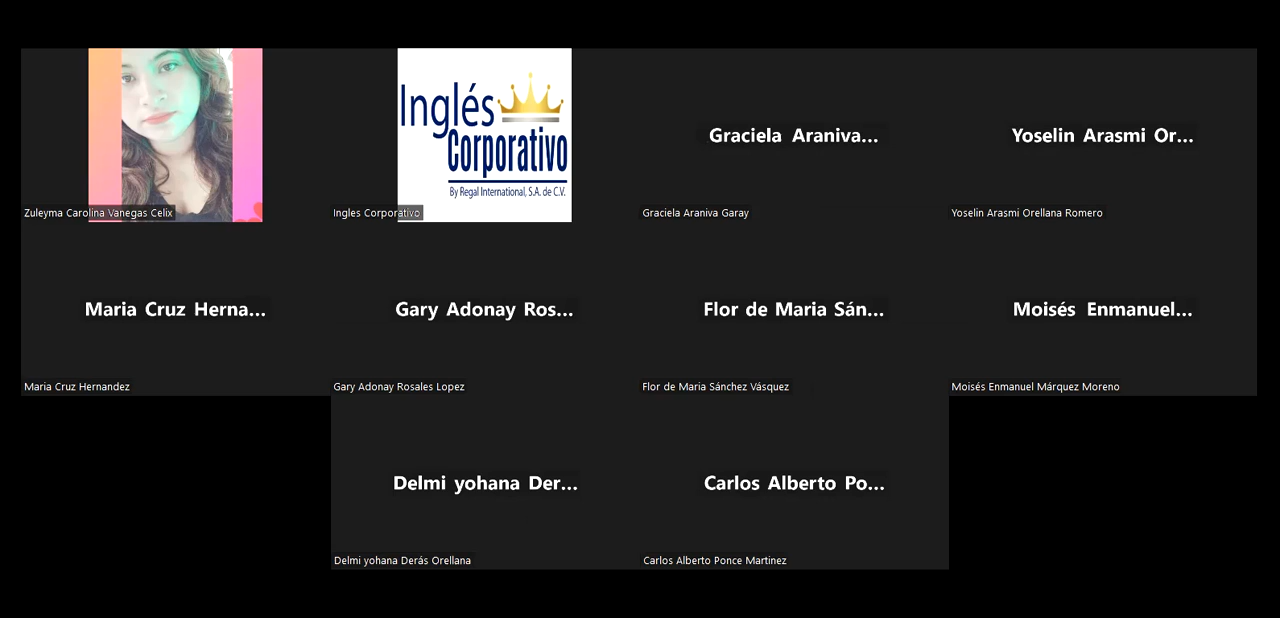 Inglés
Corporativo
By Regal International, S.A. de C.V.
Graciela Araniva...
Yoselin Arasmi Or...
Zuleyma Carolina Vanegas Celix
Ingles Corporativo
Graciela Araniva Garay
Yoselin Arasmi Orellana Romero
Maria Cruz Herna...
Gary Adonay Ros...
Flor de Maria Sán...
Moisés Enmanuel...
Maria Cruz Hernandez
Gary Adonay Rosales Lopez
Flor de Maria Sánchez Vásquez
Moisés Enmanuel Márquez Moreno
Delmi yohana Der...
Carlos Alberto Po...
Delmi yohana Derás Orellana
Carlos Alberto Ponce Martinez